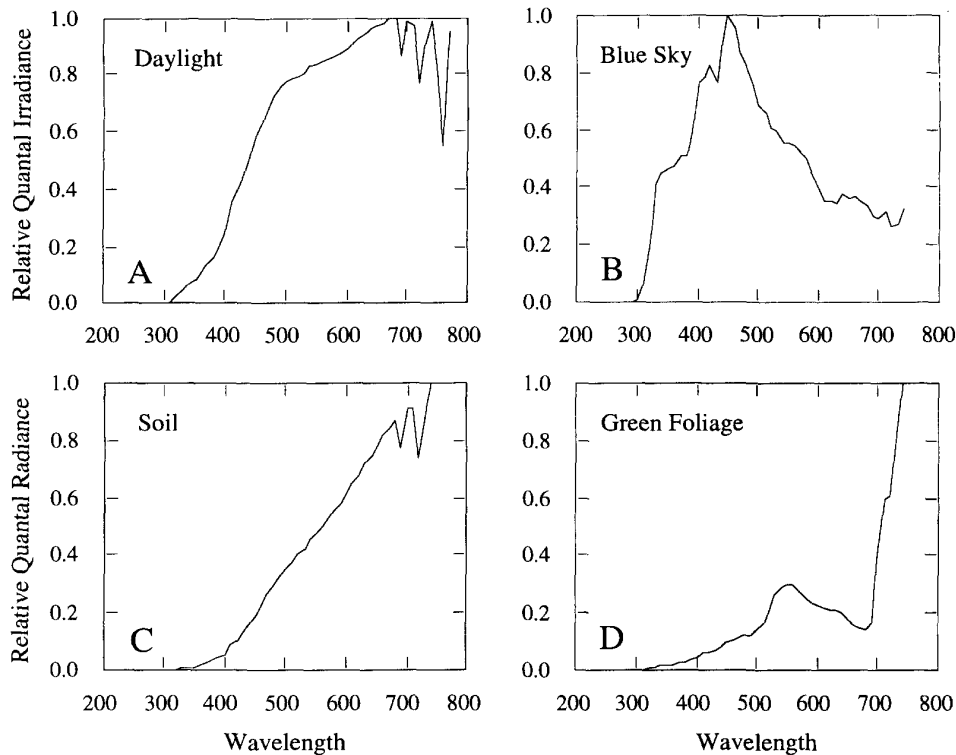 Relative Quantal Irradiance
1.0
0.8
0.6
0.4
0.2
0.0
Daylight
A
200 300 400 500 600 700 800
1.0
0.8
0.6
0.4
0.2
0.0
Blue Sky
B
200 300 400 500 600 700 800
Relative Quantal Radiance
1.0
0.8
0.6
0.4
0.2
0.0
Soil
C
200 300 400 500 600 700 800
Wavelength
1.0
0.8
0.6
0.4
0.2
0.0
Green Foliage
D
200 300 400 500 600 700 800
Wavelength